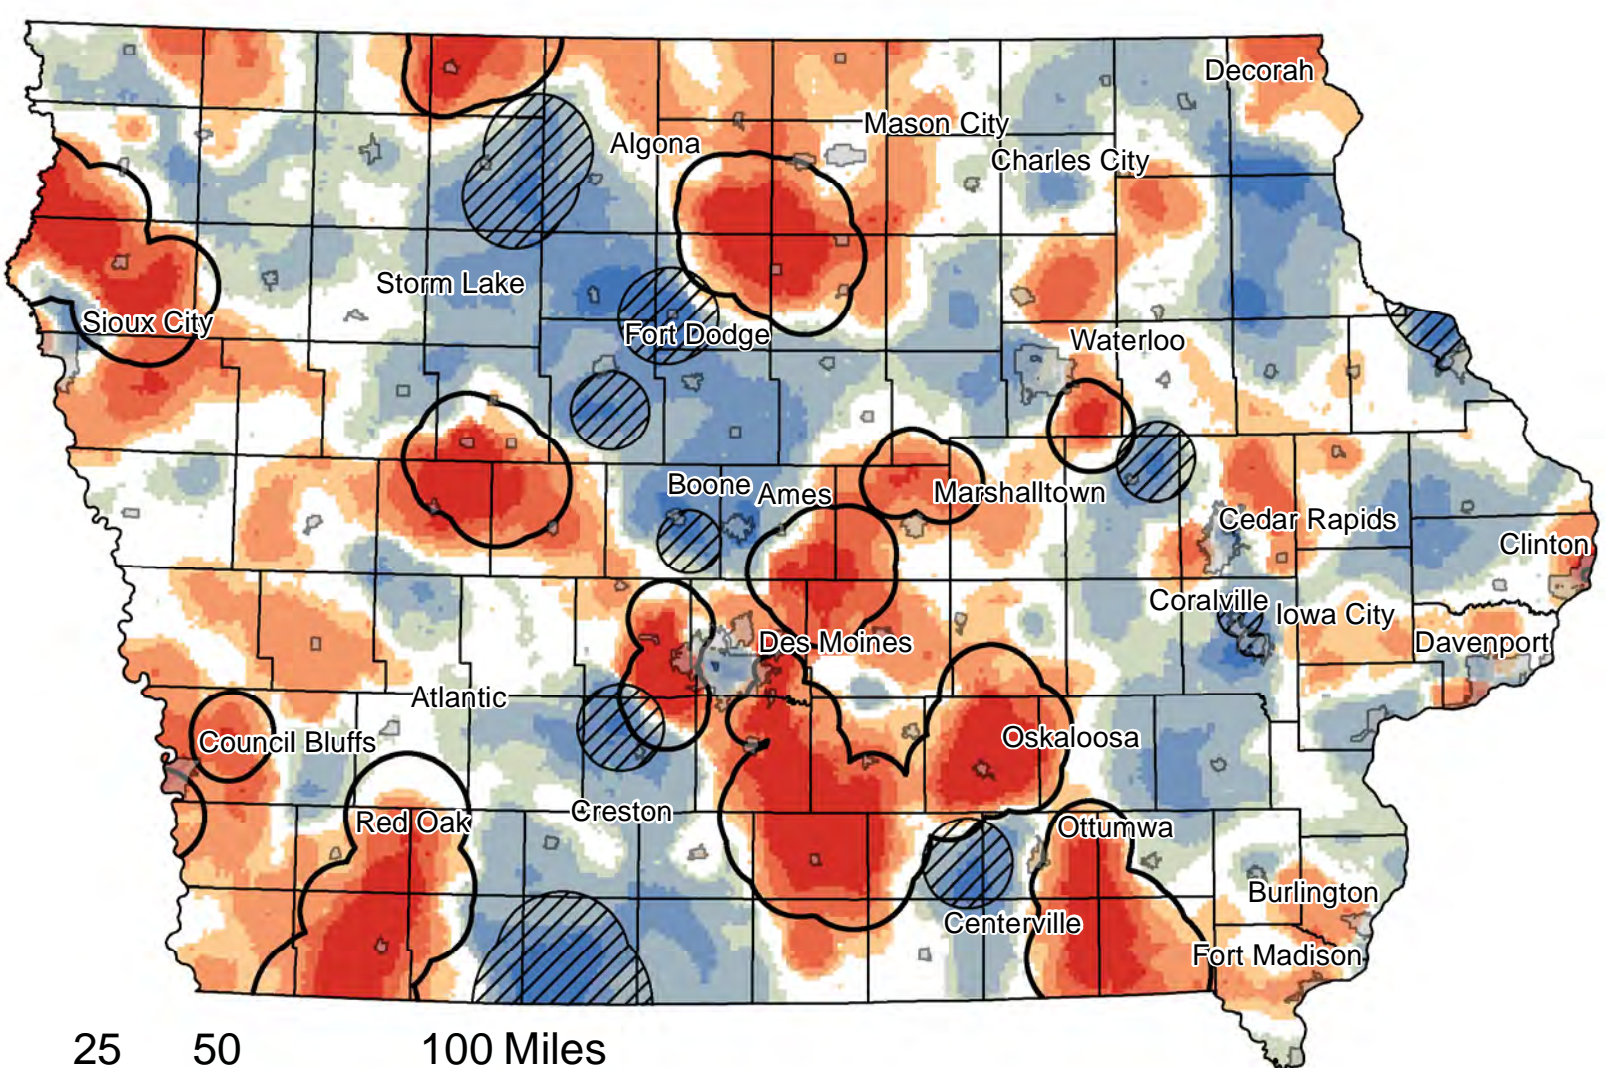 Decorah
Mason City
Algona
Charles City
Storm Lake
Sioux City
Fort Dodge
Waterloo
Boone
Ames
Marshalltown
Cedar Rapids
Clinton
Coralville
Iowa City
Des Moines
Davenport
Atlantic
Council Bluffs
Oskaloosa
Creston
Red Oak
Ottumwa
Burlington
Centerville
Fort Madison
25 50 100 Miles